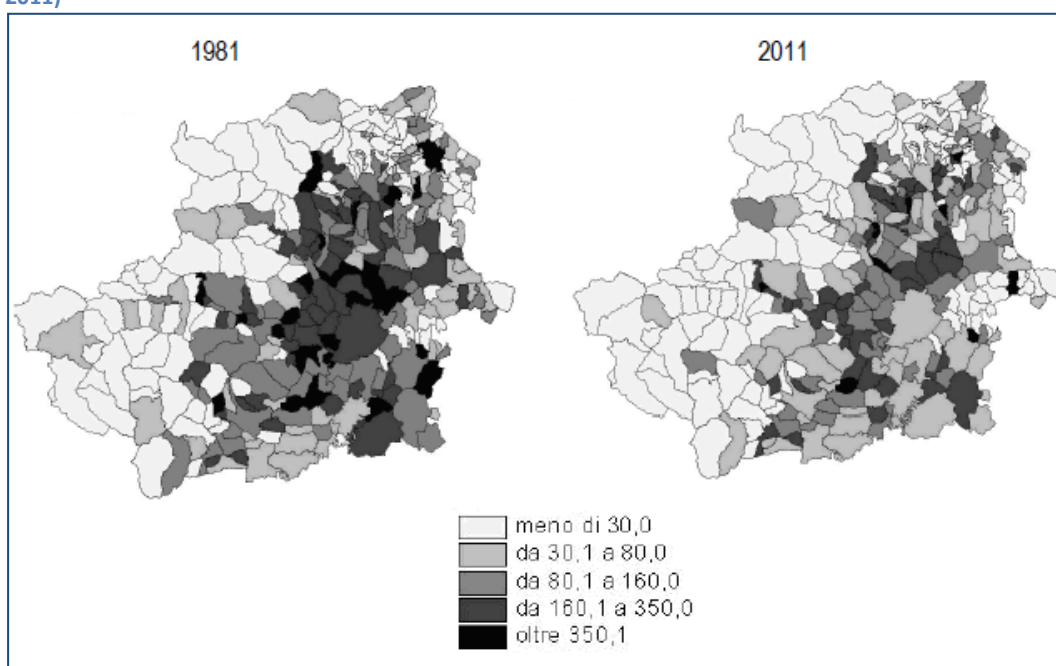 2011)
1981
2011
meno di 30,0
da 30,1 a 80,0
da 80,1 a 160,0
da 160,1 a 350,0
oltre 350,1